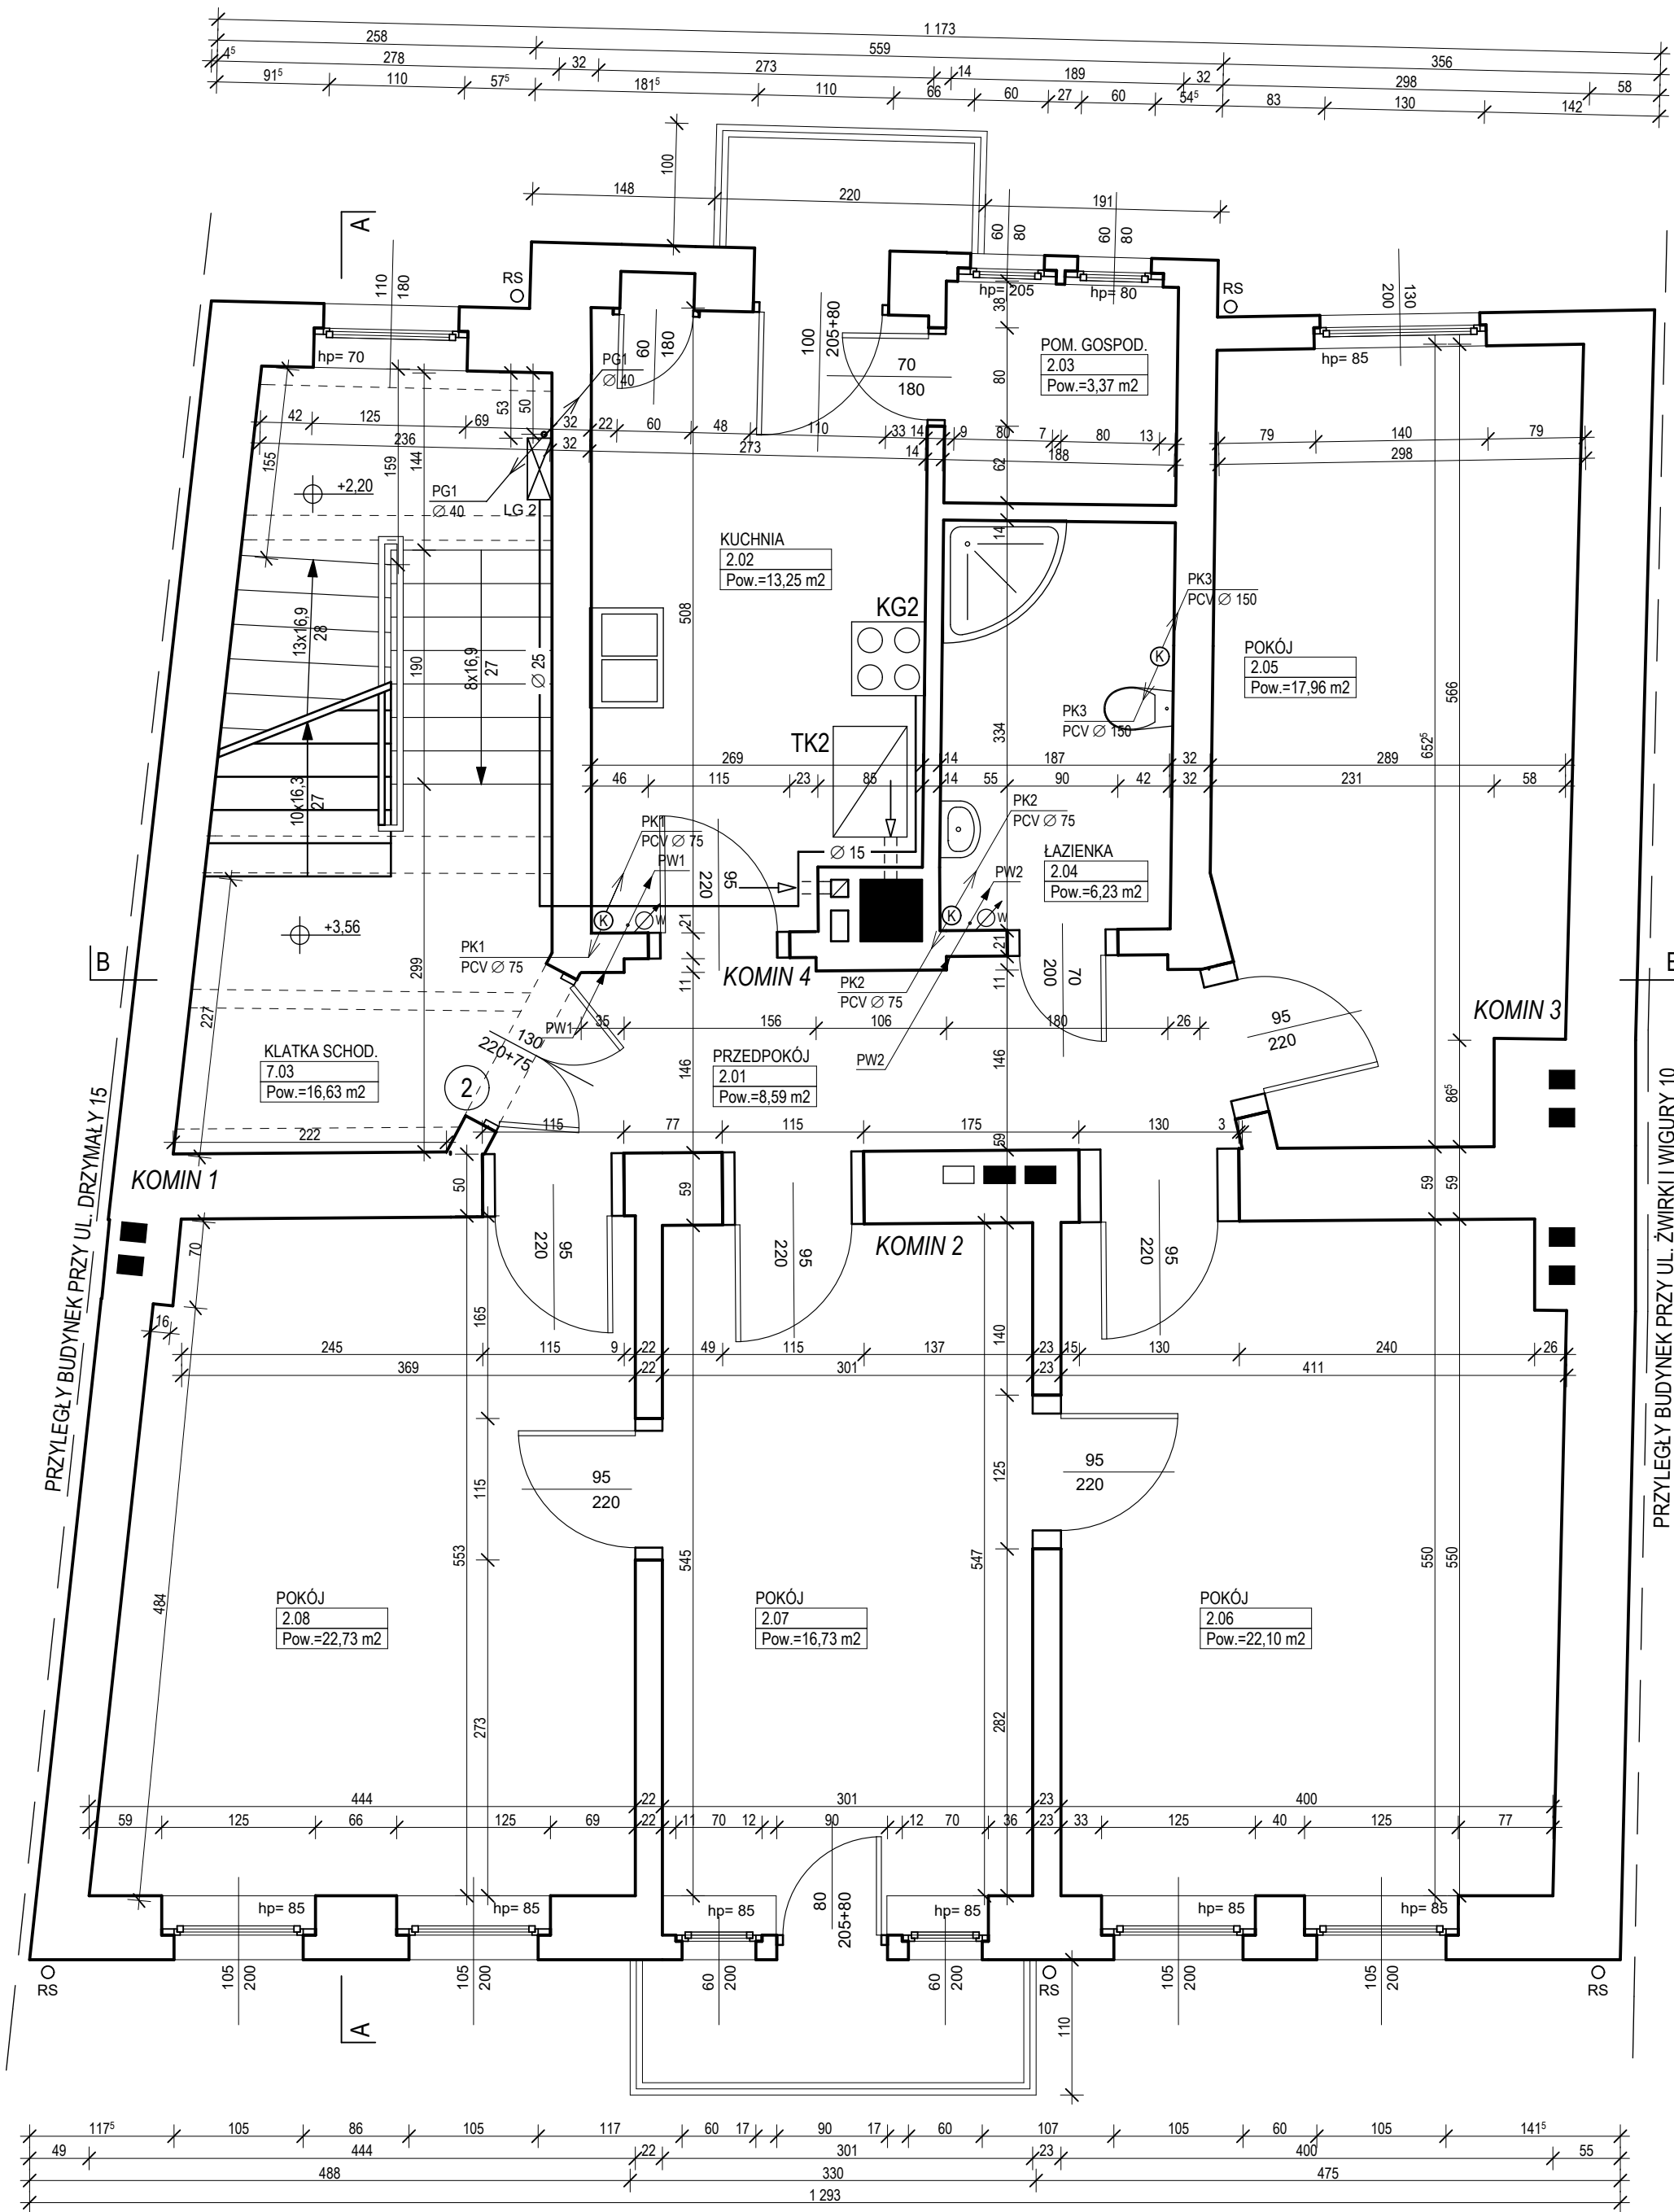 1 173
258 559 356
4⁵ 278 32 273 14 189 32 298 58
91⁵ 110 57⁵ 181⁵ 110 66 60 27 60 54⁵ 83 130 142
100
148 220 191
A
110
180
RS
60
80
60
80
RS
130
200
hp= 70
hp= 205
hp= 80
hp= 85
PG1
Ø 40
60
180
100
205+80
70
180
38
80
62
POM. GOSPOD.
2.03
Pow.=3,37 m2
53
50
42 125 69 32 22 60 48 110 33 14 9 80 7 80 13 79 140 79
236 32 273 14 188 298
155
159
144
+2,20
PG1
Ø 40
LG 2
14
KUCHNIA
2.02
Pow.=13,25 m2
KG2
PK3
PCV Ø 150
K
508
13x16,9
28
190
8x16,9
27
Ø 25
POKÓJ
2.05
Pow.=17,96 m2
566
652⁵
PK3
PCV Ø 150
334
TK2
269 14 187 32 289
46 115 23 85 14 55 90 42 32 231 58
10x16,3
27
PK1
PCV Ø 75
PW1
95
220
Ø 15
PK2
PCV Ø 75
PW2
ŁAZIENKA
2.04
Pow.=6,23 m2
K
W
K
W
+3,56
21
21
PK1
PCV Ø 75
B
11
KOMIN 4
PK2
PCV Ø 75
11
70
200
299
227
KOMIN 3
PW1
35 156 106 180 26
95
220
130
220+75
KLATKA SCHOD.
7.03
Pow.=16,63 m2
2
146
PRZEDPOKÓJ
2.01
Pow.=8,59 m2
PW2
146
86⁵
222
115 77 115 175 130 3
59
KOMIN 1
50
59
59
59
95
220
95
220
KOMIN 2
95
220
PRZYLEGŁY BUDYNEK PRZY UL. DRZYMAŁY 15
PRZYLEGŁY BUDYNEK PRZY UL. ŻWIRKI I WIGURY 10
70
16
165
140
245 115 9 22 49 115 137 23 15 130 240 26
369 22 301 23 411
95
220
95
220
115
125
484
553
545
547
550
550
POKÓJ
2.08
Pow.=22,73 m2
POKÓJ
2.07
Pow.=16,73 m2
POKÓJ
2.06
Pow.=22,10 m2
273
282
444 22 301 23 400
59 125 66 125 69 22 11 70 12 90 12 70 36 23 33 125 40 125 77
hp= 85
hp= 85
hp= 85
80
205+80
hp= 85
hp= 85
hp= 85
RS
105
200
105
200
60
200
60
200
RS
105
200
105
200
RS
A
110
117⁵ 105 86 105 117 60 17 90 17 60 107 105 60 105 141⁵
49 444 22 301 23 400 55
488 330 475
1 293